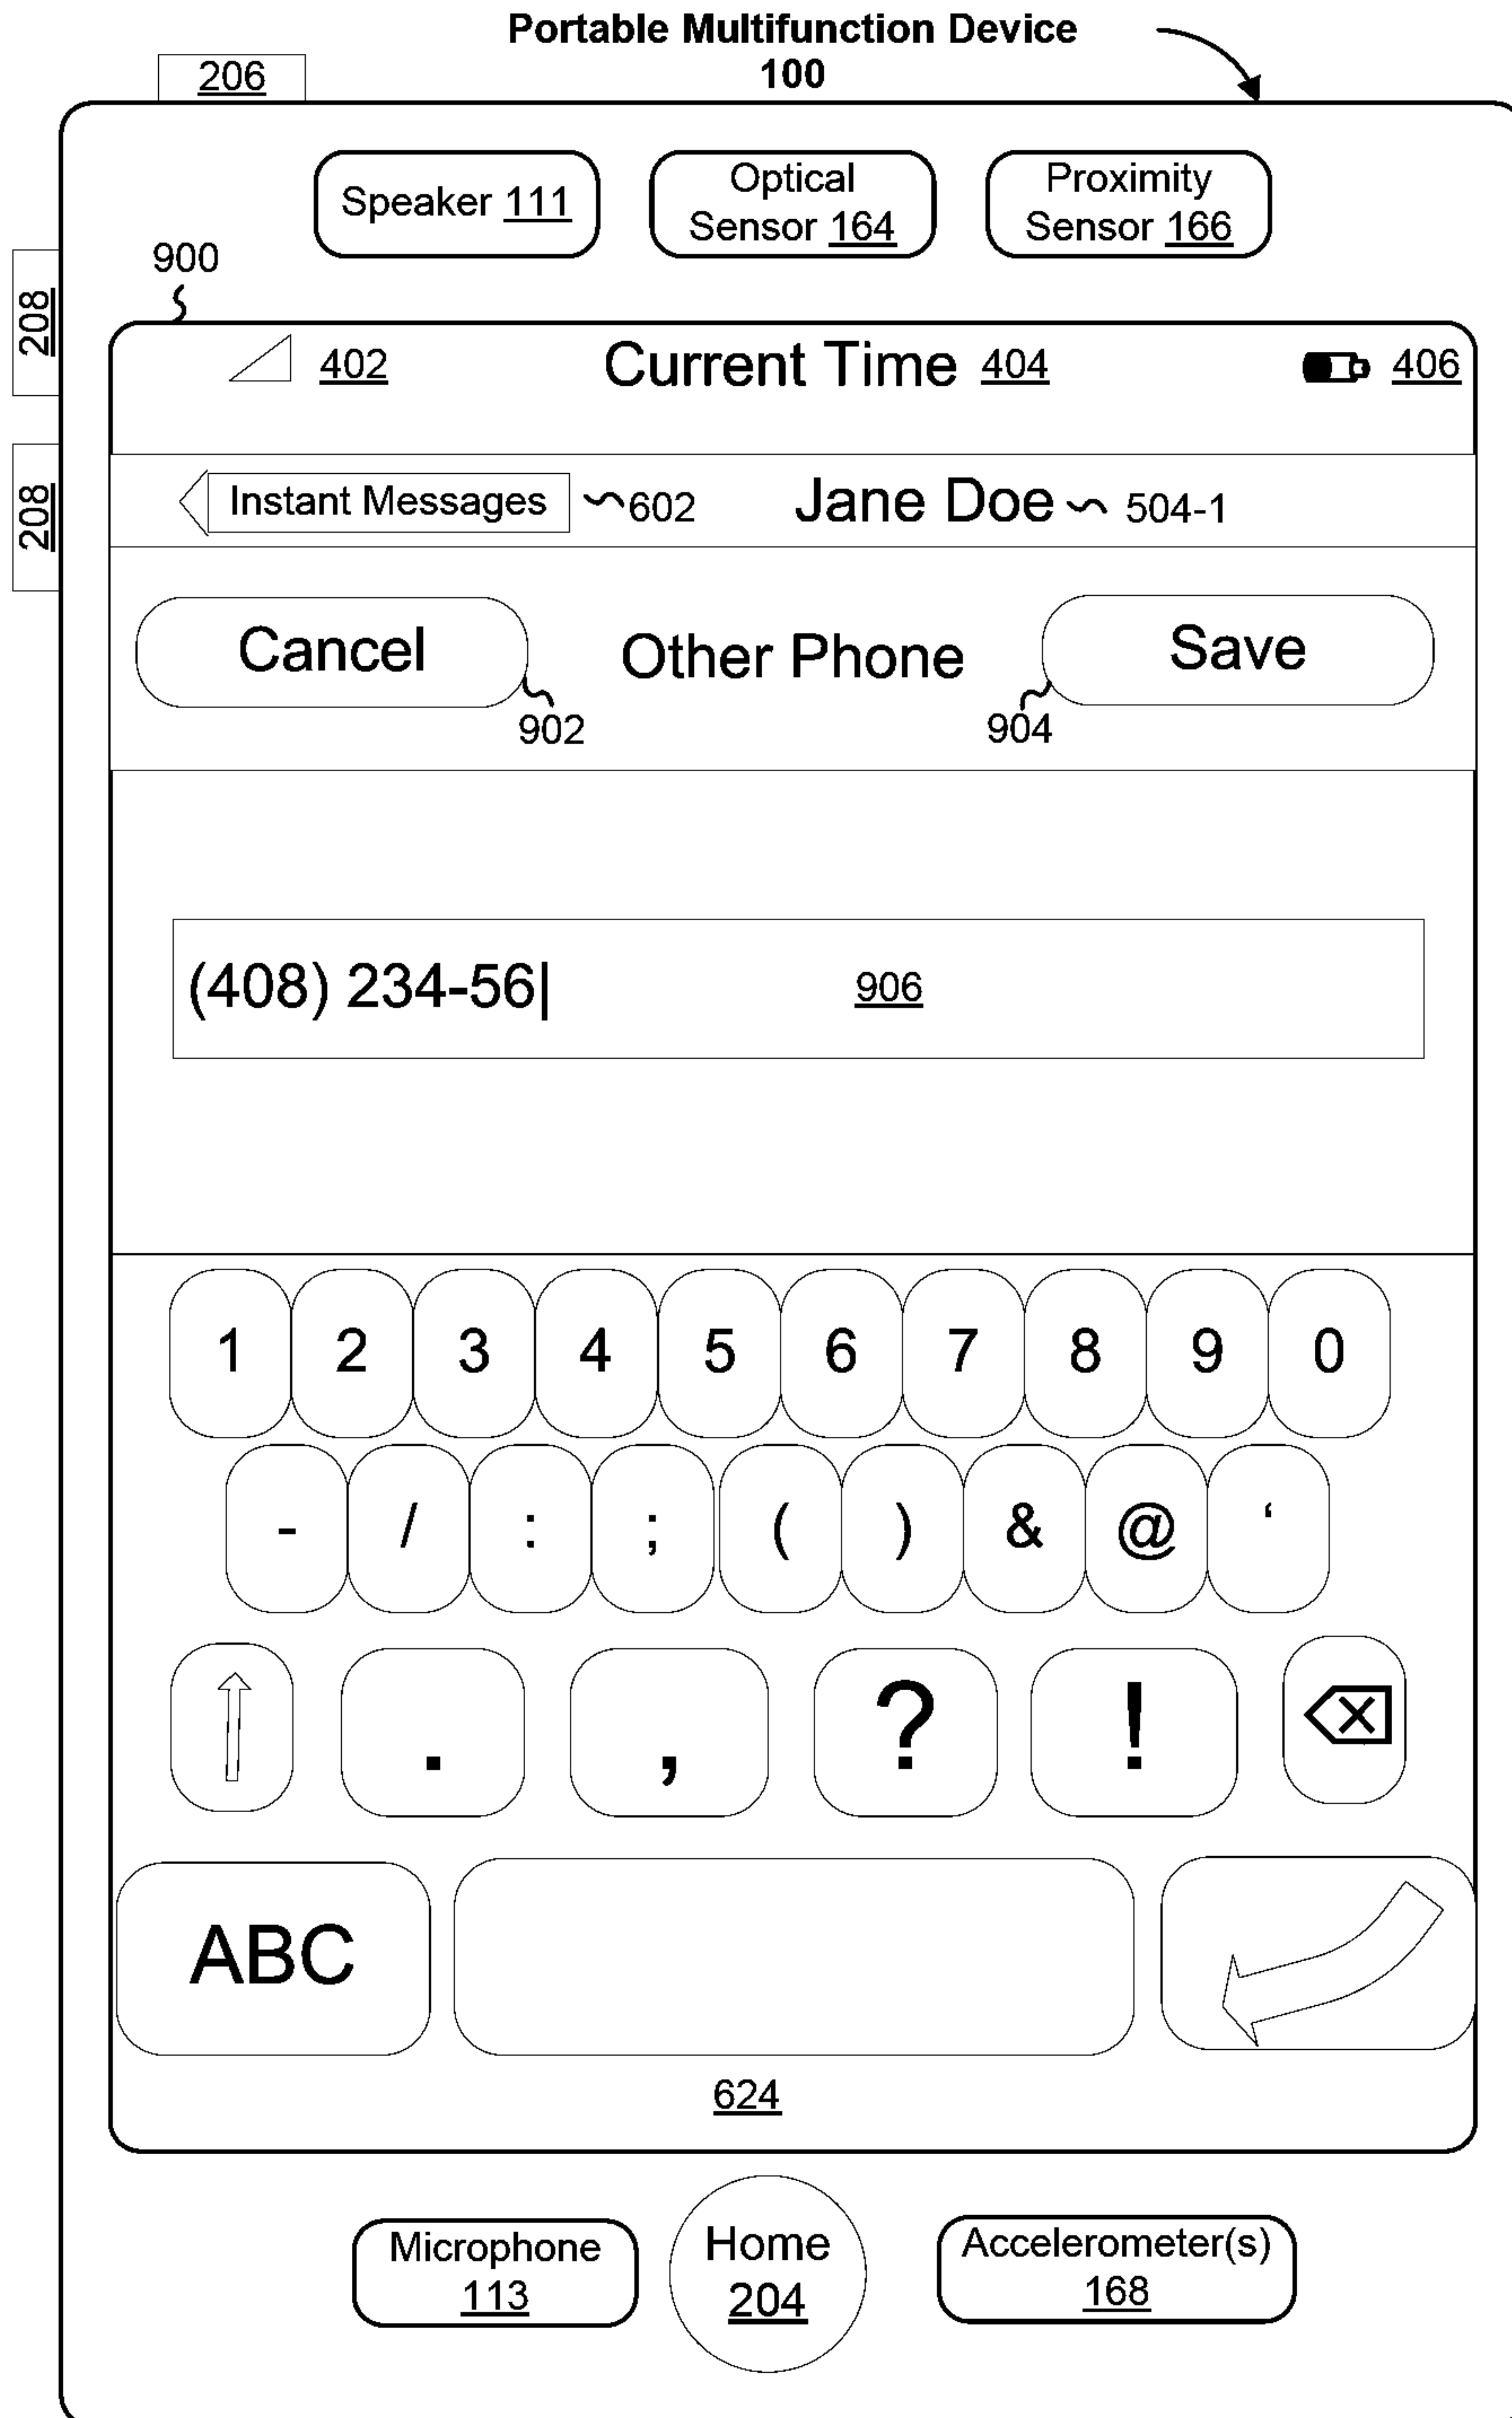 Portable Multifunction Device
100
206
Speaker 111
Optical
Sensor 164
Proximity
Sensor 166
900
208
208
402
Current Time 404
406
Instant Messages
602
Jane Doe
504-1
Cancel
Other Phone
Save
902
904
(408) 234-56|
906
1 2 3 4 5 6 7 8 9 0
- / : ; ( ) & @ ‘
. , ? !
ABC
624
Microphone
113
Home
204
Accelerometer(s)
168